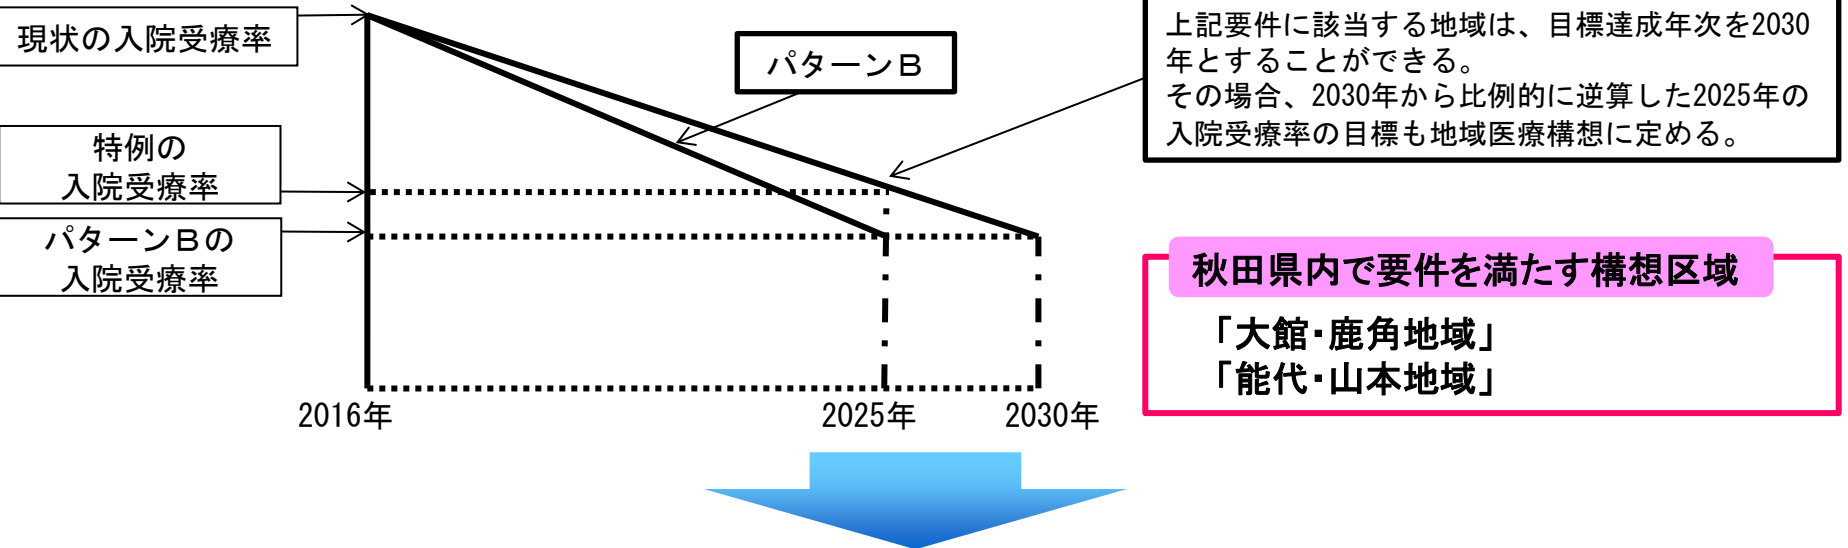 現状の入院受療率
パターンＢ
上記要件に該当する地域は、目標達成年次を2030
年とすることができる。
その場合、2030年から比例的に逆算した2025年の
入院受療率の目標も地域医療構想に定める。
特例の
入院受療率
パターンＢの
入院受療率
秋田県内で要件を満たす構想区域
「大館・鹿角地域」
「能代・山本地域」
2016年
2025年
2030年